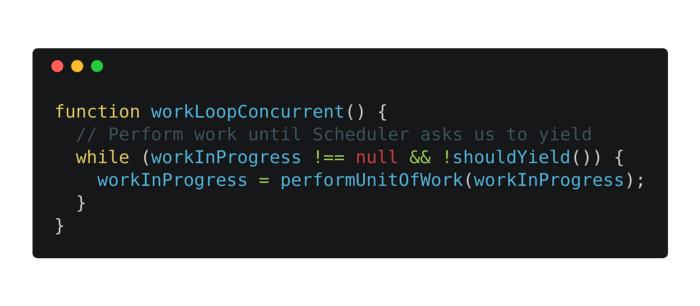 function workLoopConcurrent() {
  // Perform work until Scheduler asks us to yield
  while (workInProgress !== null && !shouldYield()) {
    workInProgress = performUnitOfWork(workInProgress);
  }
}